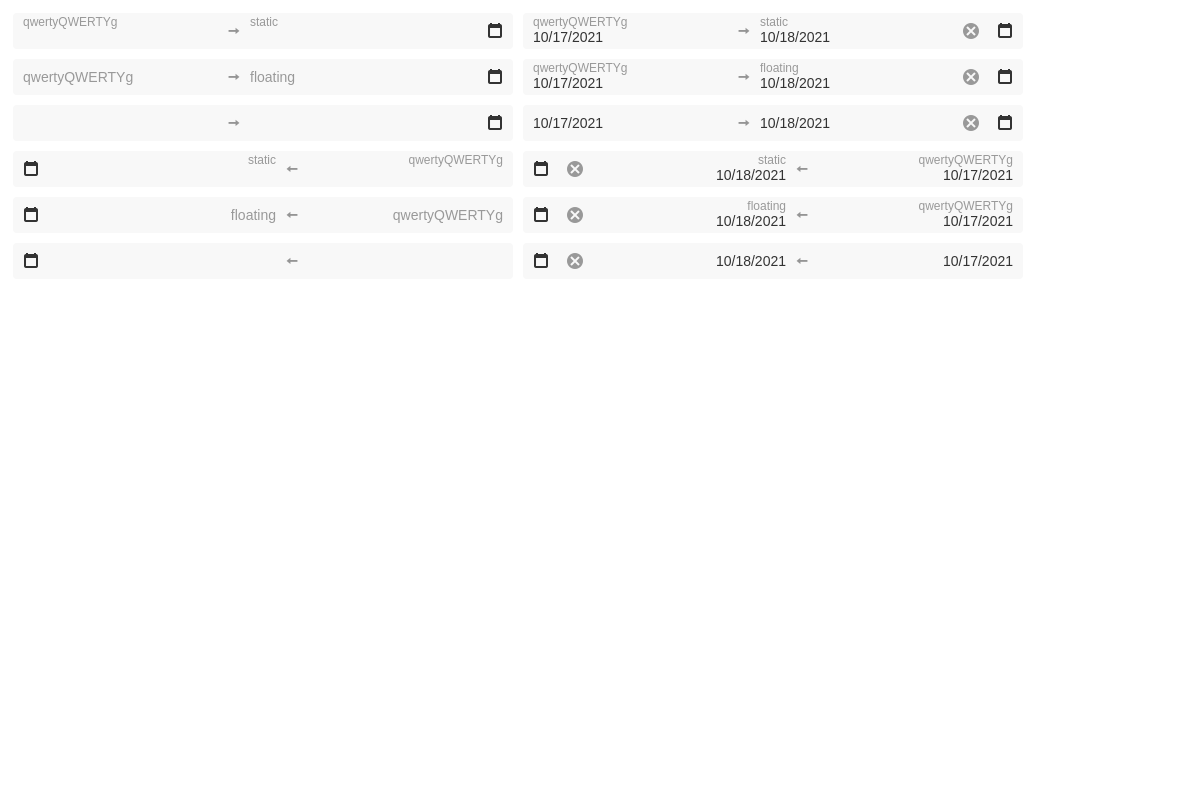 qwertyQWERTYg → static
qwertyQWERTYg → static
10/17/2021 10/18/2021
qwertyQWERTYg → floating
qwertyQWERTYg → floating
10/17/2021 10/18/2021
→
10/17/2021 → 10/18/2021
static ← qwertyQWERTYg
static ← qwertyQWERTYg
10/18/2021 10/17/2021
floating ← qwertyQWERTYg
floating ← qwertyQWERTYg
10/18/2021 10/17/2021
←
10/18/2021 ← 10/17/2021